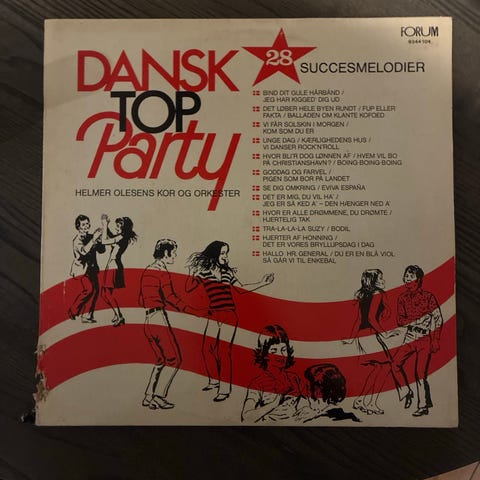 FORUM
6344 104
DANSK
TOP
Party
HELMER OLESENS KOR OG ORKESTER
28 SUCCESMELODIER
BIND DIT GULE HÅRBÅND /
JEG HAR KIGGED' DIG UD
DET LØBER HELE BYEN RUNDT / FUP ELLER
FAKTA / BALLADEN OM KLANTE KOFOED
VI FÅR SOLSKIN I MORGEN /
KOM SOM DU ER
UNGE DAG / KÆRLIGHEDENS HUS /
VI DANSER ROCK'N'ROLL
HVOR BLI'R DOG LØNNEN AF / HVEM VIL BO
PÅ CHRISTIANSHAVN? / BOING-BOING-BOING
GODDAG OG FARVEL /
PIGEN SOM BOR PÅ LANDET
SE DIG OMKRING / EVIVA ESPAÑA
DET ER MIG, DU VIL HA' /
JEG ER SÅ KED A' – DEN HÆNGER NED A'
HVOR ER ALLE DRØMMENE, DU DRØMTE /
HJERTELIG TAK
TRA-LA-LA-LA SUZY / BODIL
HJERTER AF HONNING /
DET ER VORES BRYLLUPSDAG I DAG
HALLO HR. GENERAL / DU ER EN BLÅ VIOL
SÅ GÅR VI TIL ENKEBAL